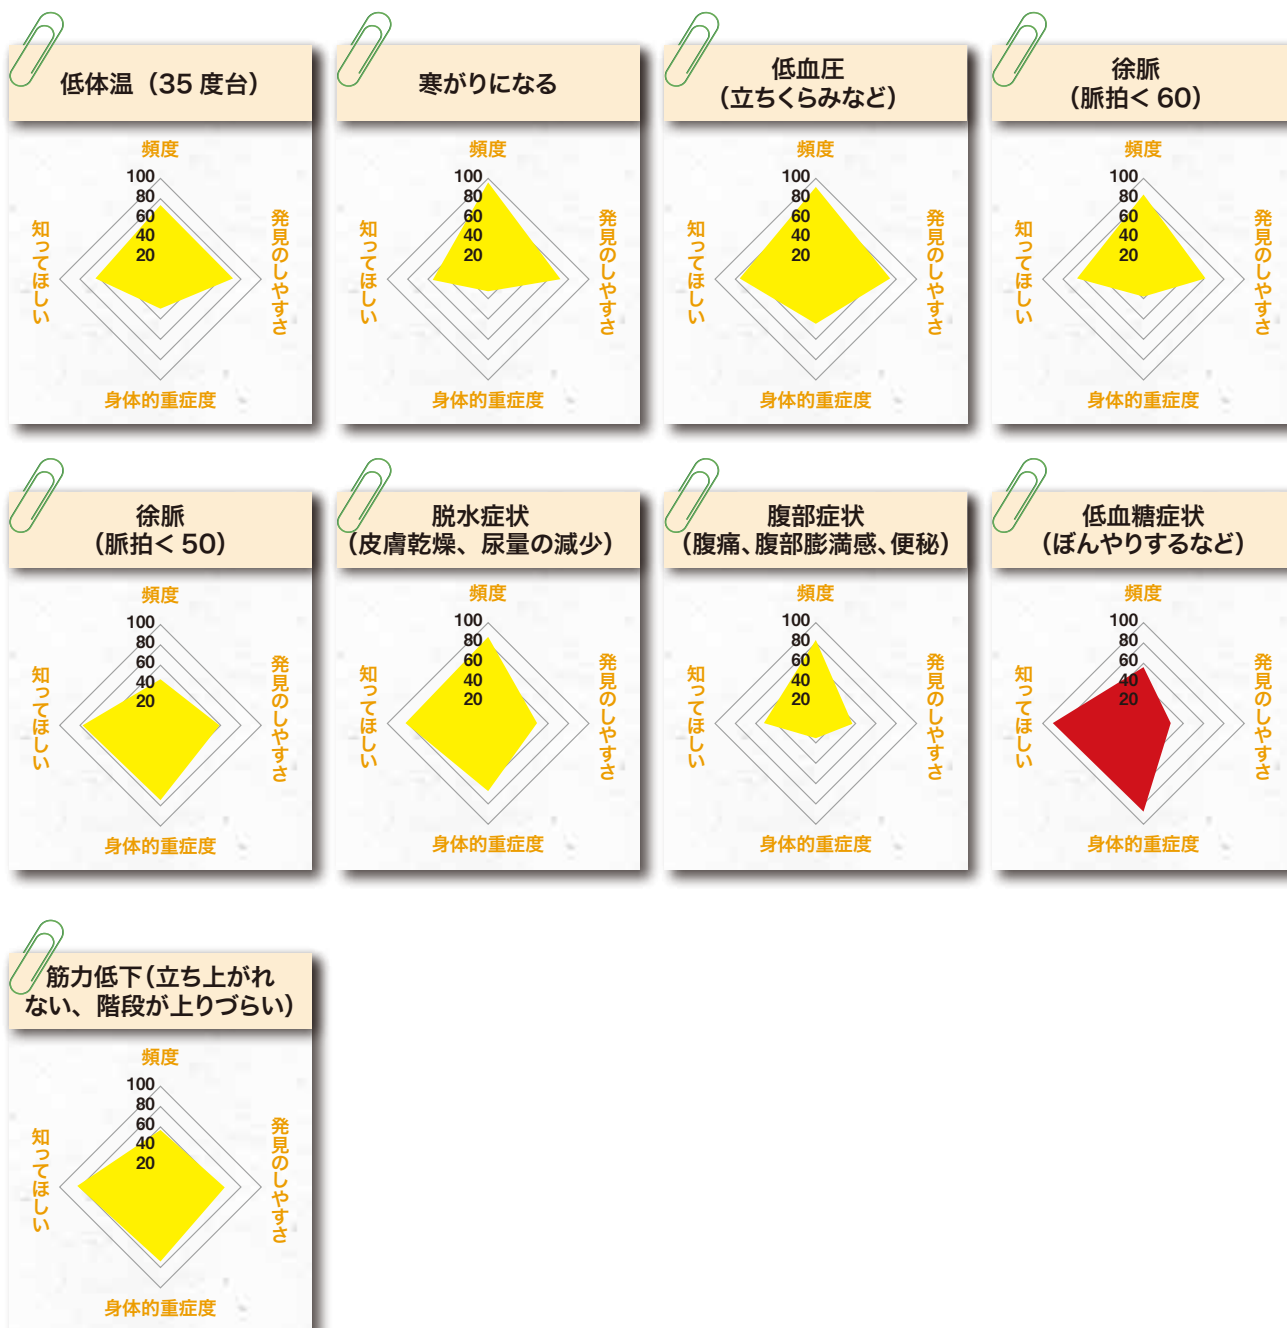 低体温（35 度台）
頻度
100
80
60
40
20
知ってほしい
発見のしやすさ
身体的重症度
寒がりになる
頻度
100
80
60
40
20
知ってほしい
発見のしやすさ
身体的重症度
低血圧
（立ちくらみなど）
頻度
100
80
60
40
20
知ってほしい
発見のしやすさ
身体的重症度
徐脈
（脈拍＜ 60）
頻度
100
80
60
40
20
知ってほしい
発見のしやすさ
身体的重症度
徐脈
（脈拍＜ 50）
頻度
100
80
60
40
20
知ってほしい
発見のしやすさ
身体的重症度
脱水症状
（皮膚乾燥、尿量の減少）
頻度
100
80
60
40
20
知ってほしい
発見のしやすさ
身体的重症度
腹部症状
（腹痛、腹部膨満感、便秘）
頻度
100
80
60
40
20
知ってほしい
発見のしやすさ
身体的重症度
低血糖症状
（ぼんやりするなど）
頻度
100
80
60
40
20
知ってほしい
発見のしやすさ
身体的重症度
筋力低下（立ち上がれ
ない、階段が上りづらい）
頻度
100
80
60
40
20
知ってほしい
発見のしやすさ
身体的重症度